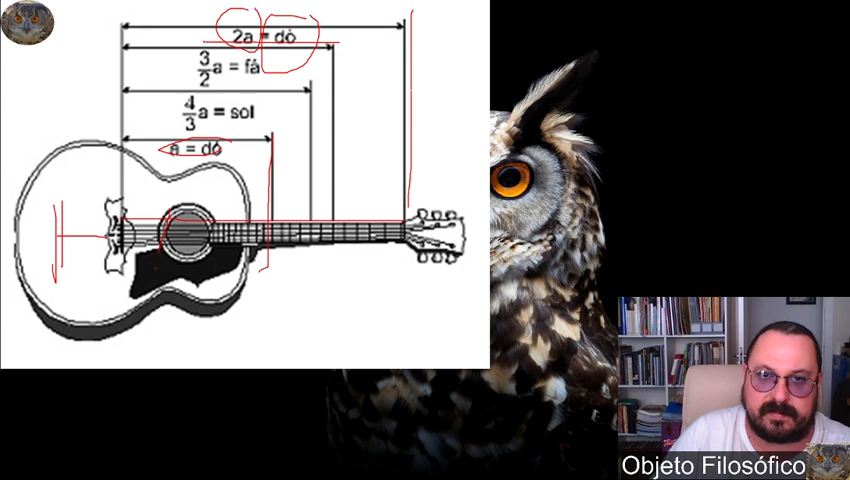 2a = dó
3/2 a = fá
4/3 a = sol
a = dó
Objeto Filosófico